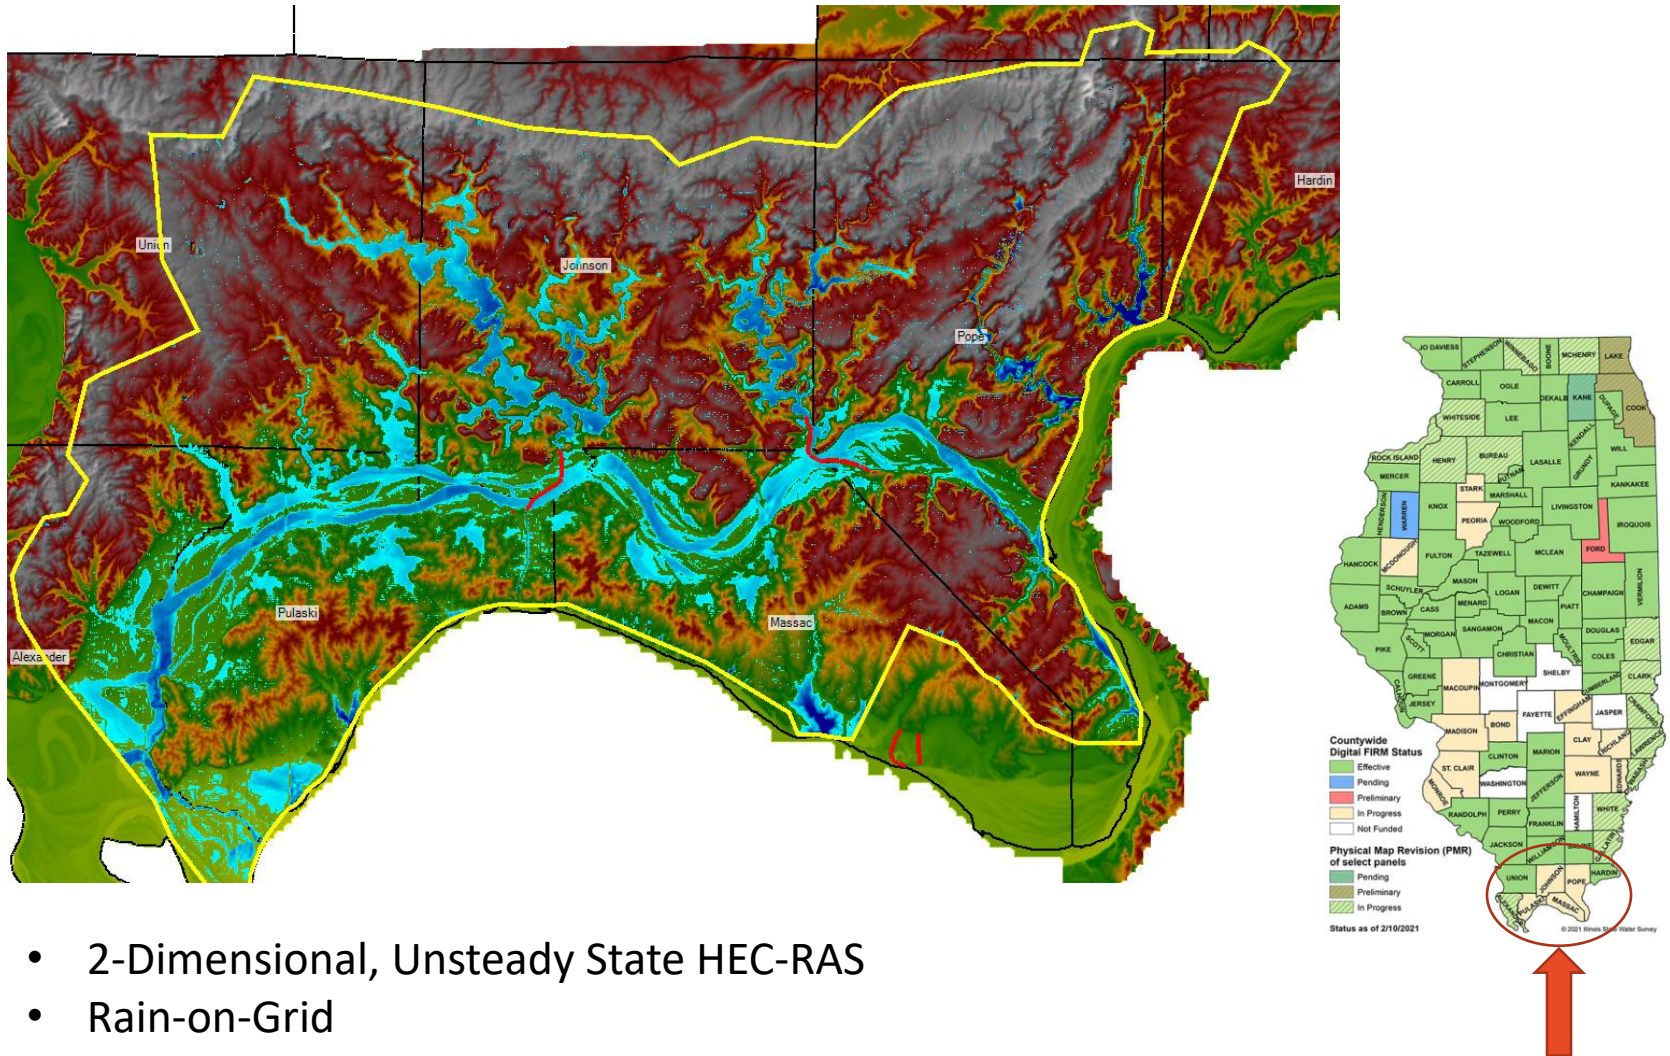 Hardin
Union
Johnson
Pope
Pulaski
Massac
Alexander
JO DAVIESS
STEPHENSON
WINNEBAGO
BOONE
MCHENRY
LAKE
CARROLL
OGLE
DEKALB
KANE
DUPAGE
COOK
WHITESIDE
LEE
KENDALL
WILL
ROCK ISLAND
HENRY
BUREAU
LASALLE
GRUNDY
MERCER
PUTNAM
KANKAKEE
STARK
MARSHALL
HENDERSON
WARREN
KNOX
PEORIA
WOODFORD
LIVINGSTON
IROQUOIS
FORD
MCDONOUGH
FULTON
TAZEWELL
MCLEAN
HANCOCK
SCHUYLER
MASON
LOGAN
DEWITT
CHAMPAIGN
VERMILION
ADAMS
BROWN
CASS
MENARD
PIATT
MACON
MORGAN
SANGAMON
DOUGLAS
EDGAR
PIKE
SCOTT
CHRISTIAN
MOULTRIE
COLES
GREENE
MACOUPIN
MONTGOMERY
SHELBY
CUMBERLAND
CLARK
CALHOUN
JERSEY
FAYETTE
EFFINGHAM
JASPER
CRAWFORD
MADISON
BOND
CLAY
RICHLAND
LAWRENCE
CLINTON
MARION
ST. CLAIR
WAYNE
EDWARDS
WABASH
MONROE
WASHINGTON
JEFFERSON
RANDOLPH
PERRY
HAMILTON
WHITE
FRANKLIN
JACKSON
WILLIAMSON
SALINE
GALLATIN
UNION
JOHNSON
POPE
HARDIN
ALEXANDER
PULASKI
MASSAC
Countywide
Digital FIRM Status
Effective
Pending
Preliminary
In Progress
Not Funded
Physical Map Revision (PMR)
of select panels
Pending
Preliminary
In Progress
Status as of 2/10/2021
© 2021 Illinois State Water Survey
• 2-Dimensional, Unsteady State HEC-RAS
• Rain-on-Grid